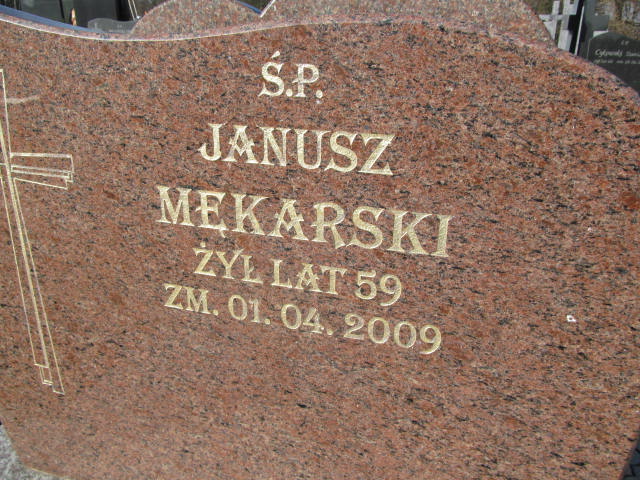 Ś.P.
JANUSZ
MĘKARSKI
ŻYŁ LAT 59
ZM. 01. 04. 2009